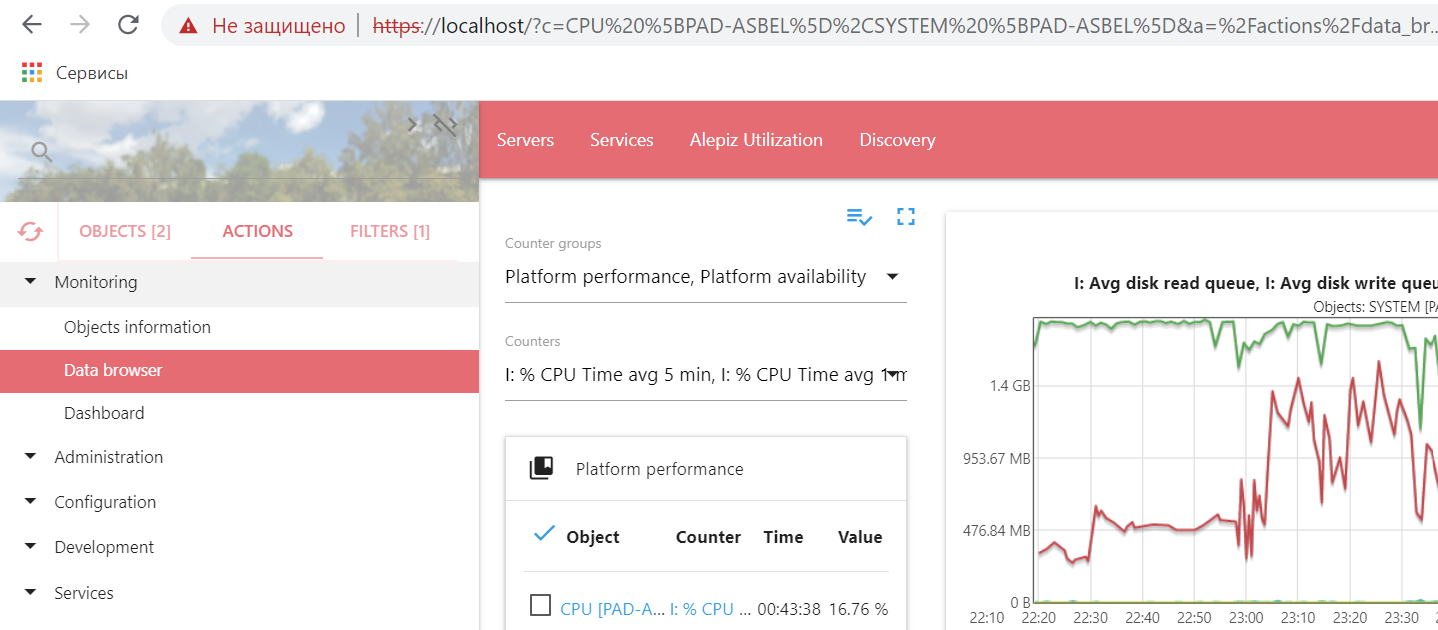 Не защищено
https://localhost/?c=CPU%20%5BPAD-ASBEL%5D%2CSYSTEM%20%5BPAD-ASBEL%5D&a=%2Factions%2Fdata_br...
Сервисы
Servers Services Alepiz Utilization Discovery
OBJECTS [2] ACTIONS FILTERS [1]
Monitoring
Objects information
Data browser
Dashboard
Administration
Configuration
Development
Services
Counter groups
Platform performance, Platform availability
Counters
I: % CPU Time avg 5 min, I: % CPU Time avg 1 m
Platform performance
Object Counter Time Value
CPU [PAD-A... I: % CPU ... 00:43:38 16.76 %
I: Avg disk read queue, I: Avg disk write queu
Objects: SYSTEM [PA
1.4 GB
953.67 MB
476.84 MB
0 B
22:10 22:20 22:30 22:40 22:50 23:00 23:10 23:20 23:30